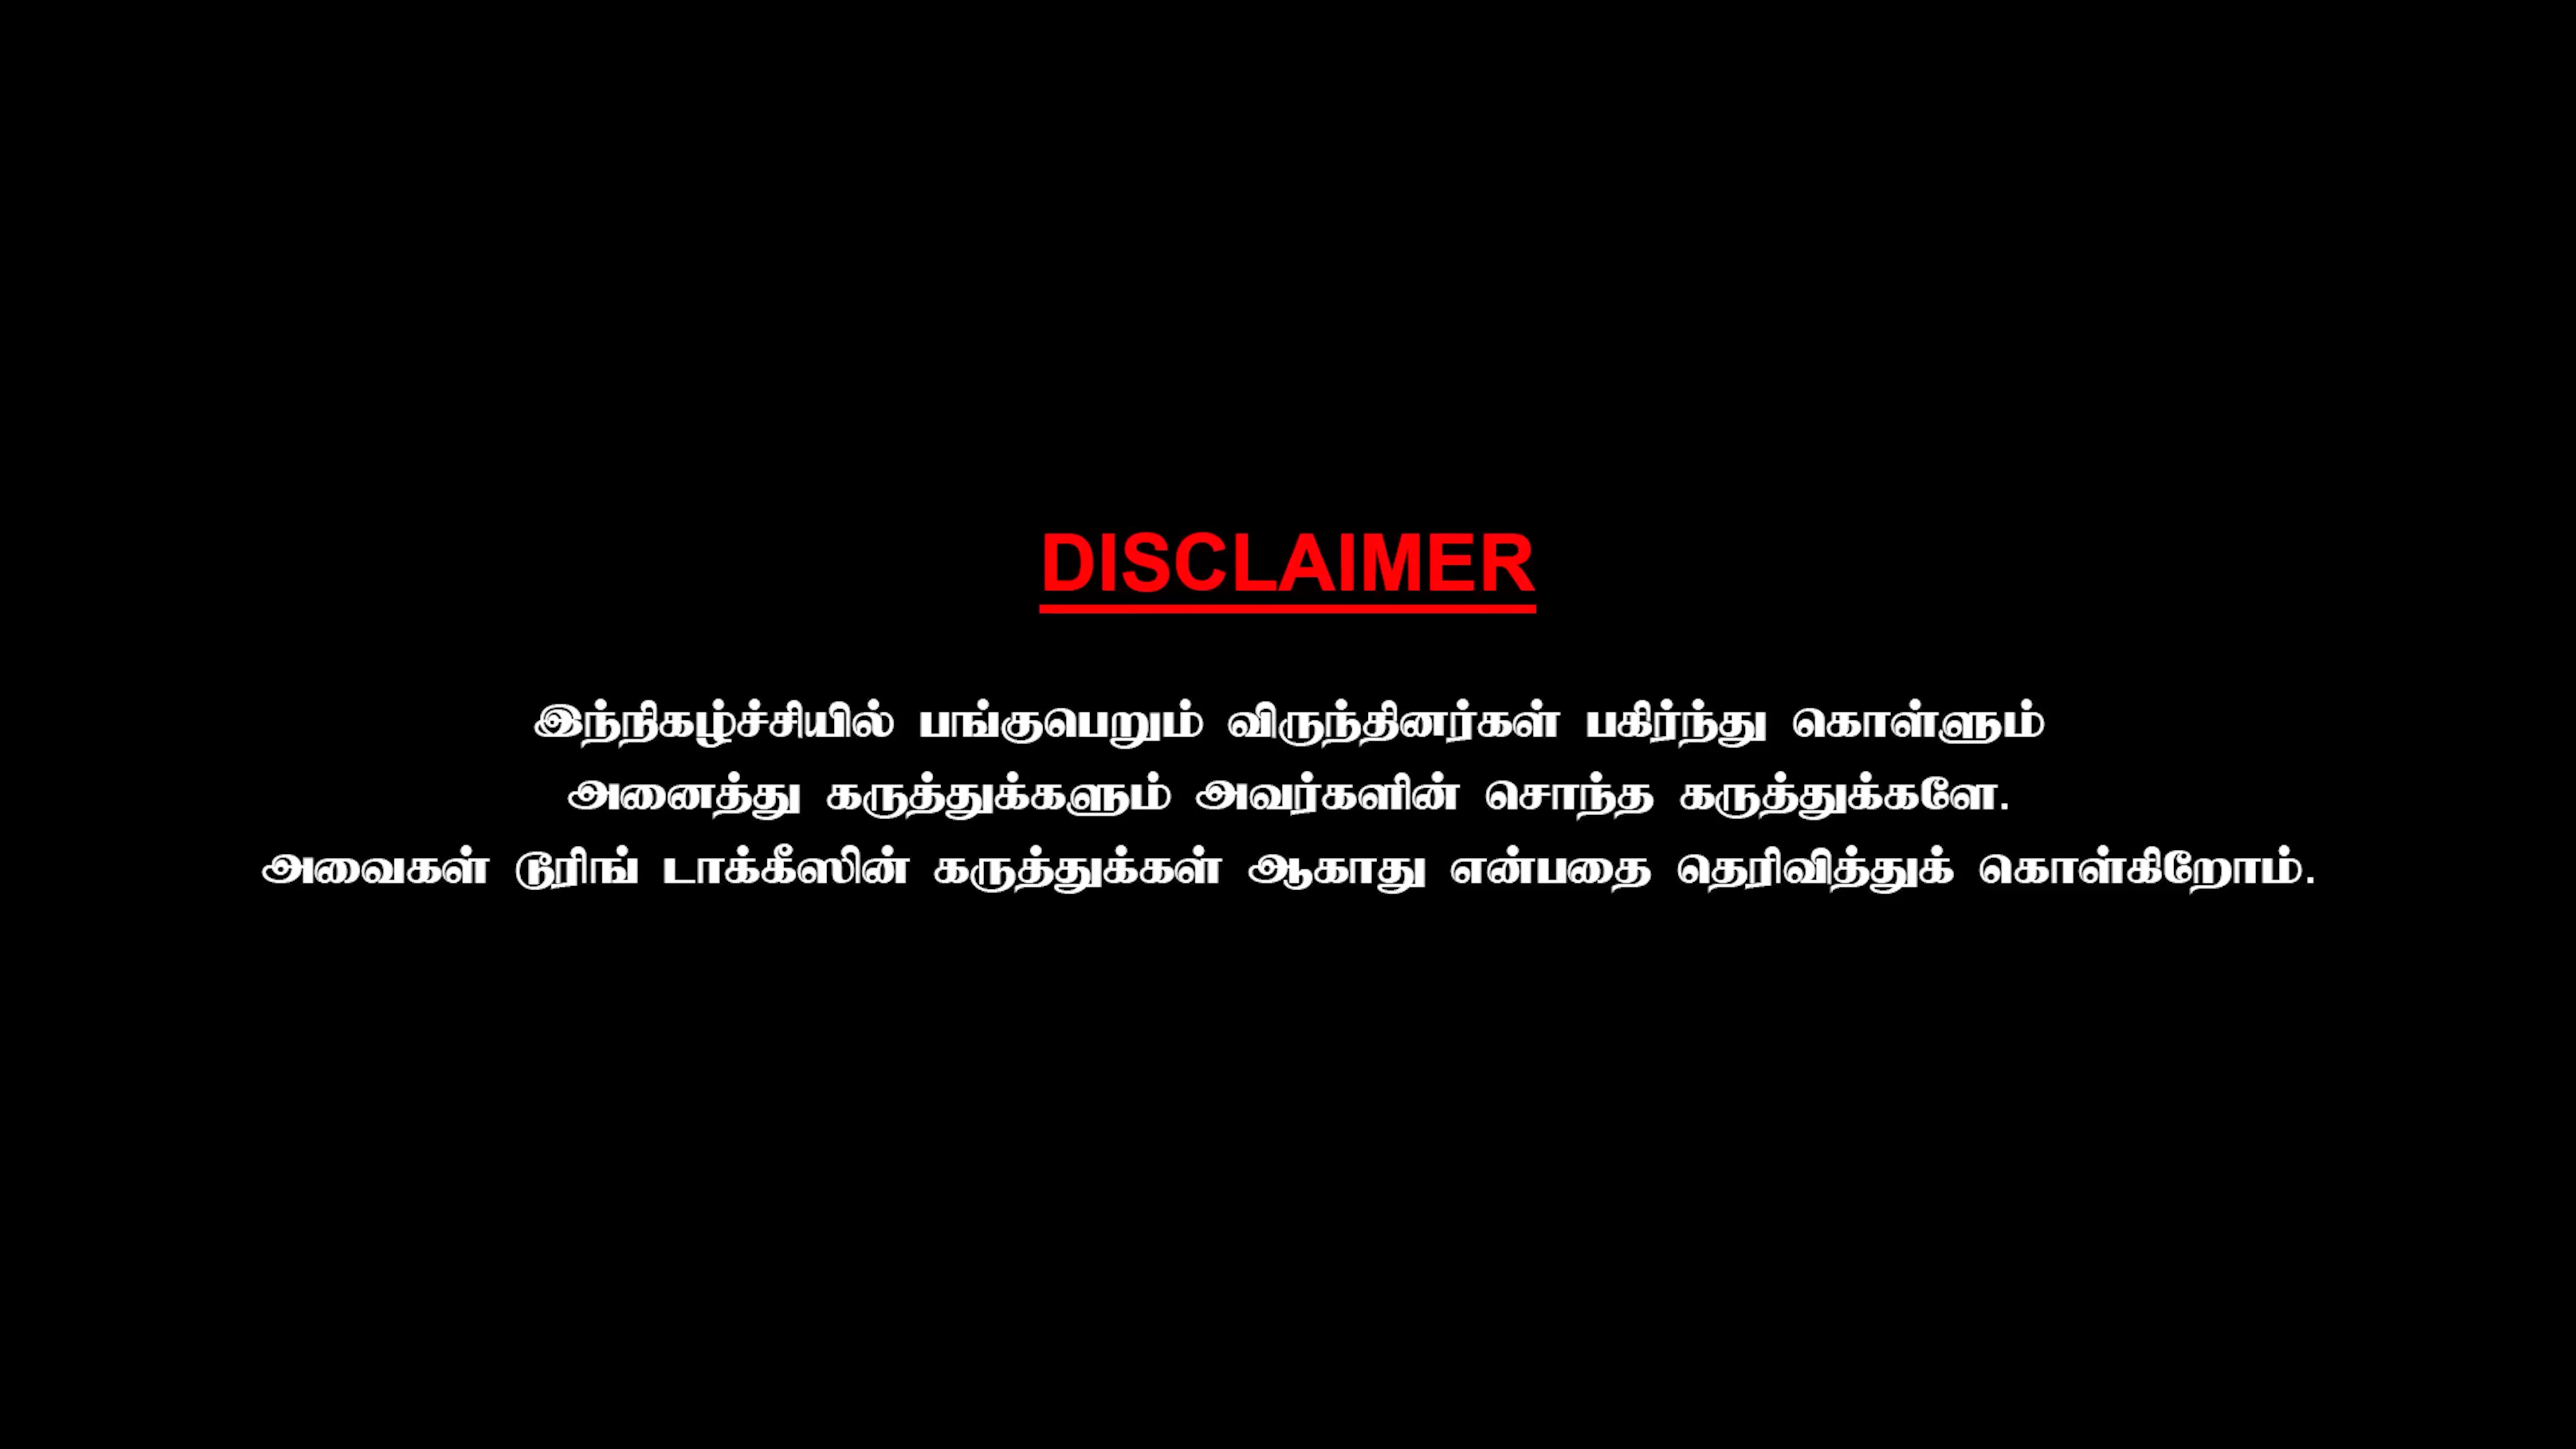 DISCLAIMER
இந்நிகழ்ச்சியில் பங்குபெறும் விருந்தினர்கள் பகிர்ந்து கொள்ளும்
அனைத்து கருத்துக்களும் அவர்களின் சொந்த கருத்துக்களே.
அவைகள் டூரிங் டாக்கீஸின் கருத்துக்கள் ஆகாது என்பதை தெரிவித்துக் கொள்கிறோம்.